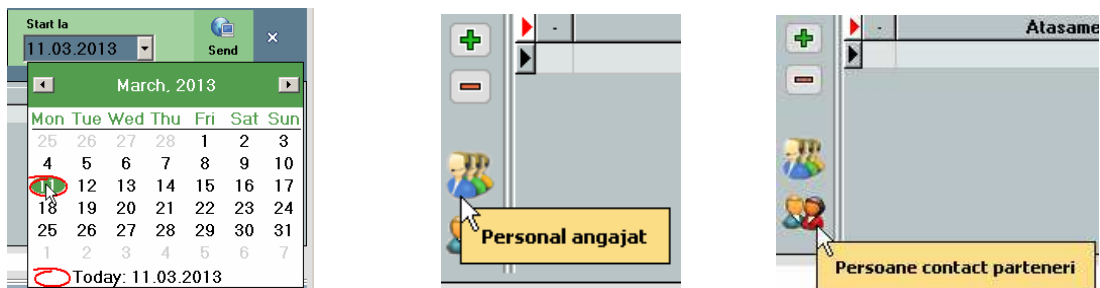 Start la
11.03.2013
Send
March, 2013
Mon Tue Wed Thu Fri Sat Sun
25 26 27 28 1 2 3
4 5 6 7 8 9 10
11 12 13 14 15 16 17
18 19 20 21 22 23 24
25 26 27 28 29 30 31
1 2 3 4 5 6 7
Today: 11.03.2013
-
Personal angajat
-
Atasame
Persoane contact parteneri